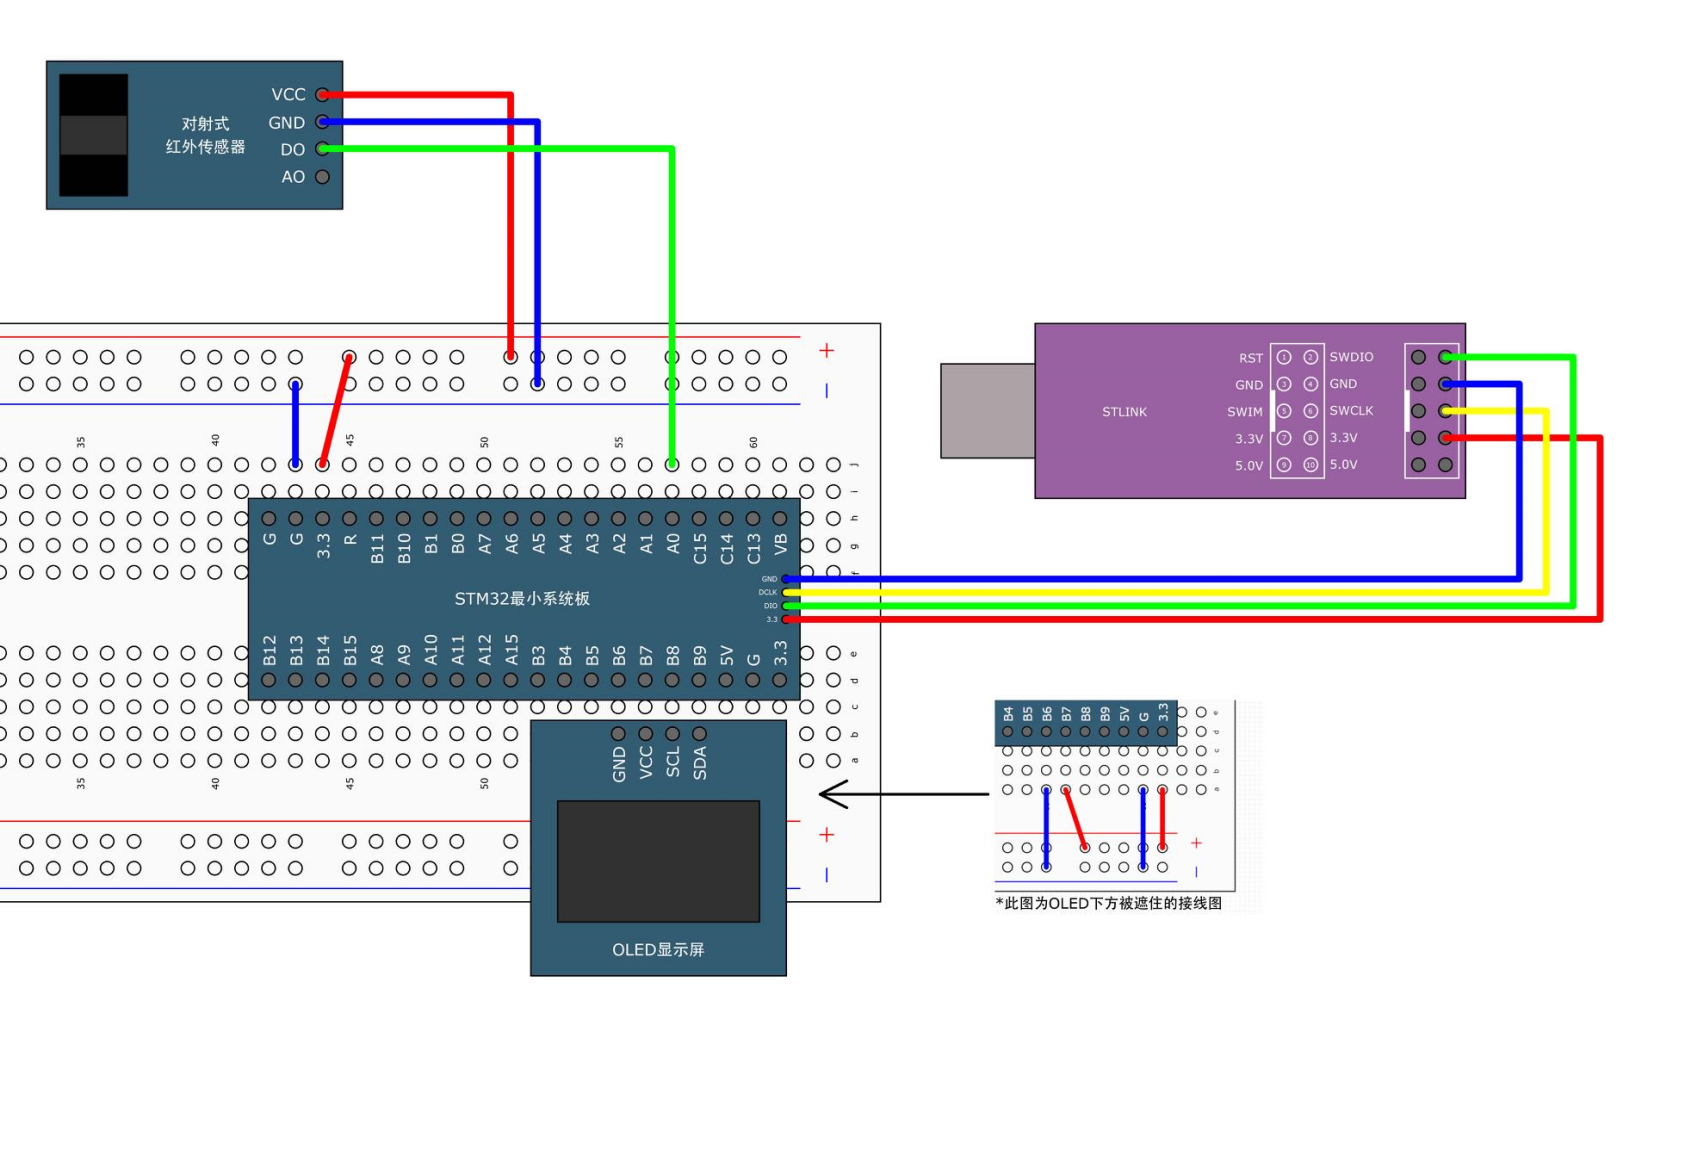 VCC
GND
DO
AO
对射式
红外传感器
+
—
35
40
45
50
55
60
j
i
h
g
f
G
G
3.3
R
B11
B10
B1
B0
A7
A6
A5
A4
A3
A2
A1
A0
C15
C14
C13
VB
GND
DCLK
DIO
3.3
STM32最小系统板
B12
B13
B14
B15
A8
A9
A10
A11
A12
A15
B3
B4
B5
B6
B7
B8
B9
5V
G
3.3
e
d
c
b
a
35
40
45
50
GND
VCC
SCL
SDA
+
—
OLED显示屏
STLINK
RST 1 2 SWDIO
GND 3 4 GND
SWIM 5 6 SWCLK
3.3V 7 8 3.3V
5.0V 9 10 5.0V
B4
B5
B6
B7
B8
B9
5V
G
3.3
e
d
c
b
a
+
—
*此图为OLED下方被遮住的接线图